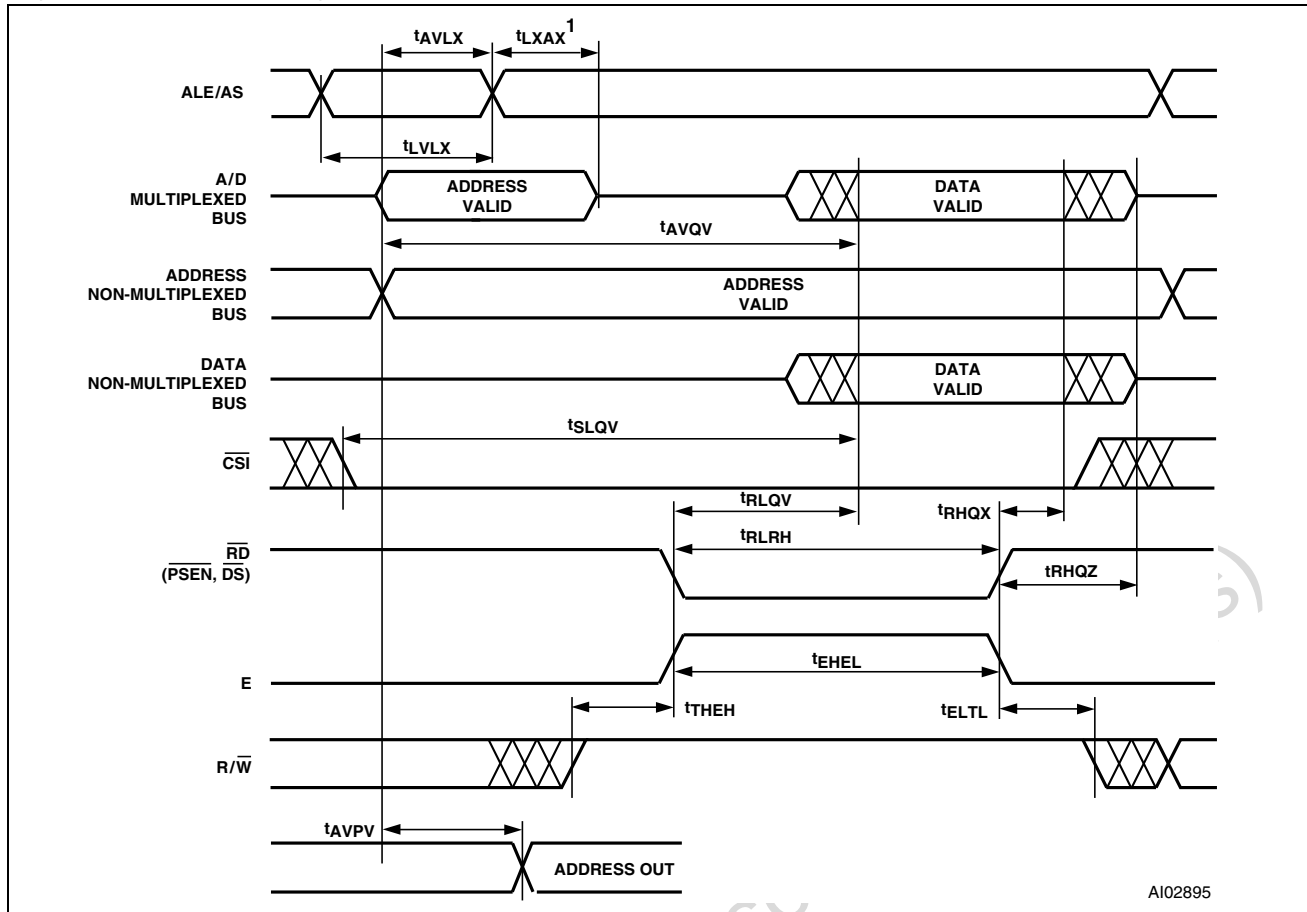 tAVLX tLXAX1
ALE/AS
tLVLX
A/D
MULTIPLEXED
BUS
ADDRESS
VALID
DATA
VALID
tAVQV
ADDRESS
NON-MULTIPLEXED
BUS
ADDRESS
VALID
DATA
NON-MULTIPLEXED
BUS
DATA
VALID
tSLQV
CSI
tRLQV tRHQX
tRLRH
RD
(PSEN, DS)
tRHQZ
tEHEL
E
tTHEH tELTL
R/W
tAVPV
ADDRESS OUT
AI02895